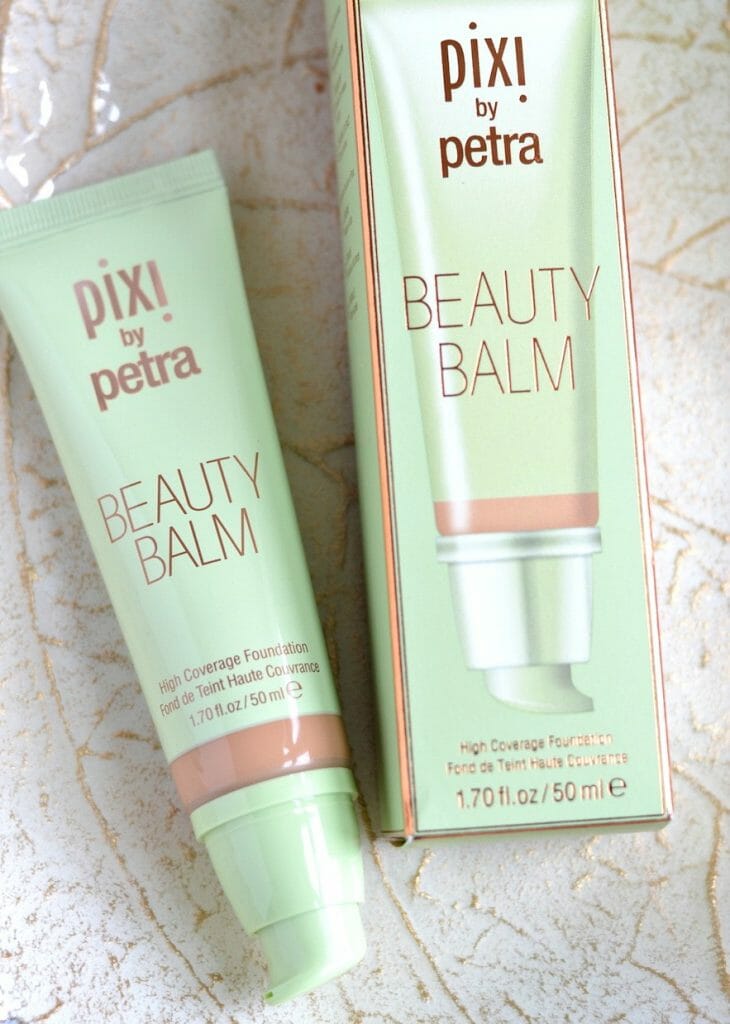 pixi
by
petra
BEAUTY
BALM
High Coverage Foundation
Fond de Teint Haute Couvrance
1.70 fl.oz/50 ml e
pixi
by
petra
BEAUTY
BALM
High Coverage Foundation
Fond de Teint Haute Couvrance
1.70 fl.oz/50 ml e